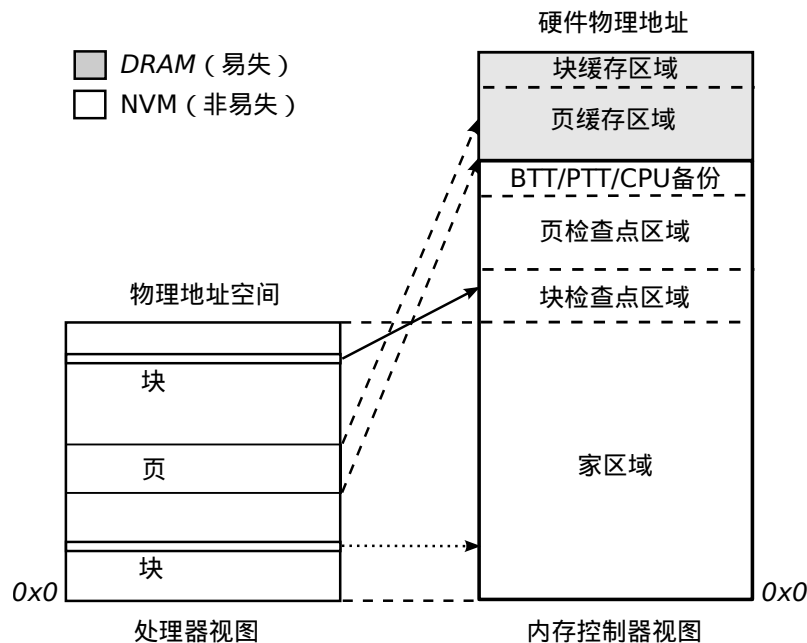 硬件物理地址
DRAM（易失）
NVM（非易失）
块缓存区域
页缓存区域
BTT/PTT/CPU备份
页检查点区域
块检查点区域
家区域
物理地址空间
块
页
块
0x0
0x0
处理器视图
内存控制器视图